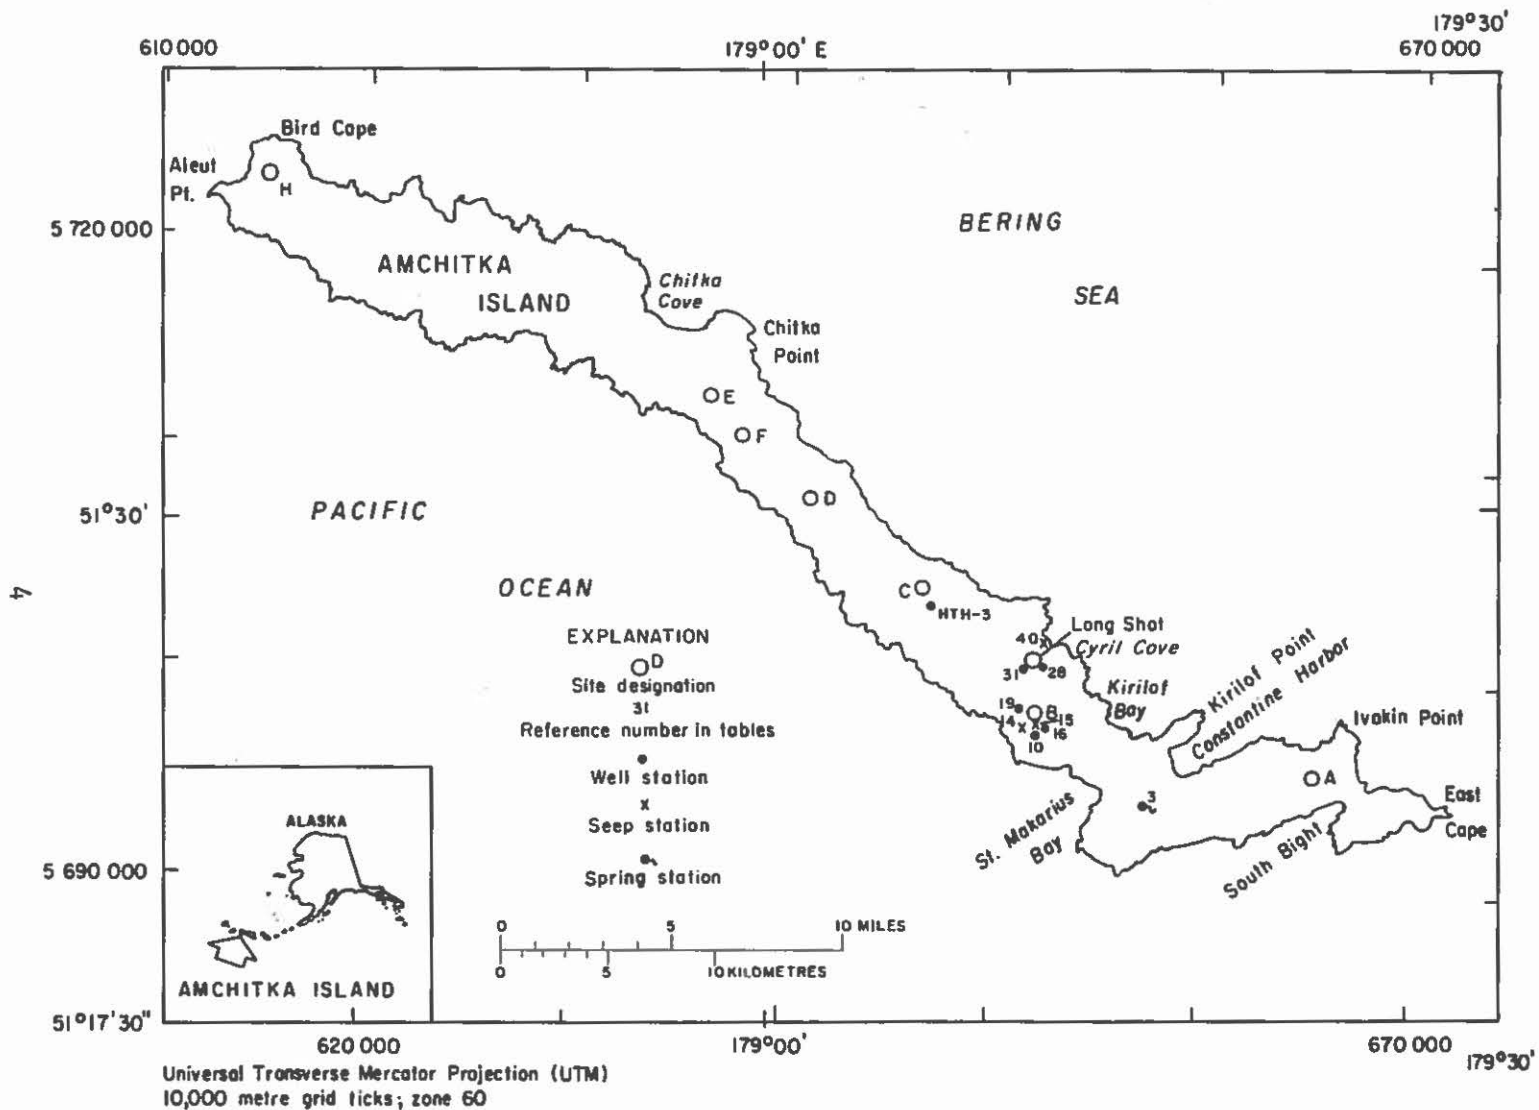 179°30'
610 000
179°00' E
670 000
Bird Cape
Aleut
Pt.
H
5 720 000
BERING
SEA
AMCHITKA
ISLAND
Chitka
Cove
Chitka
Point
E
F
D
PACIFIC
51°30'
OCEAN
C
HTH-3
EXPLANATION
D
Site designation
31
Reference number in tables
Well station
x
Seep station
Spring station
40x
Long Shot
Cyril Cove
31
28
Kirilof
Bay
Kirilof Point
Constantine Harbor
19
B
14 x
x
15
16
10
Ivakin Point
A
3
East
Cape
St. Makarius
Bay
South Bight
5 690 000
ALASKA
AMCHITKA ISLAND
0
5
10 MILES
0
5
10 KILOMETRES
51°17'30"
620 000
179°00'
670 000
179°30'
Universal Transverse Mercator Projection (UTM)
10,000 metre grid ticks; zone 60
4